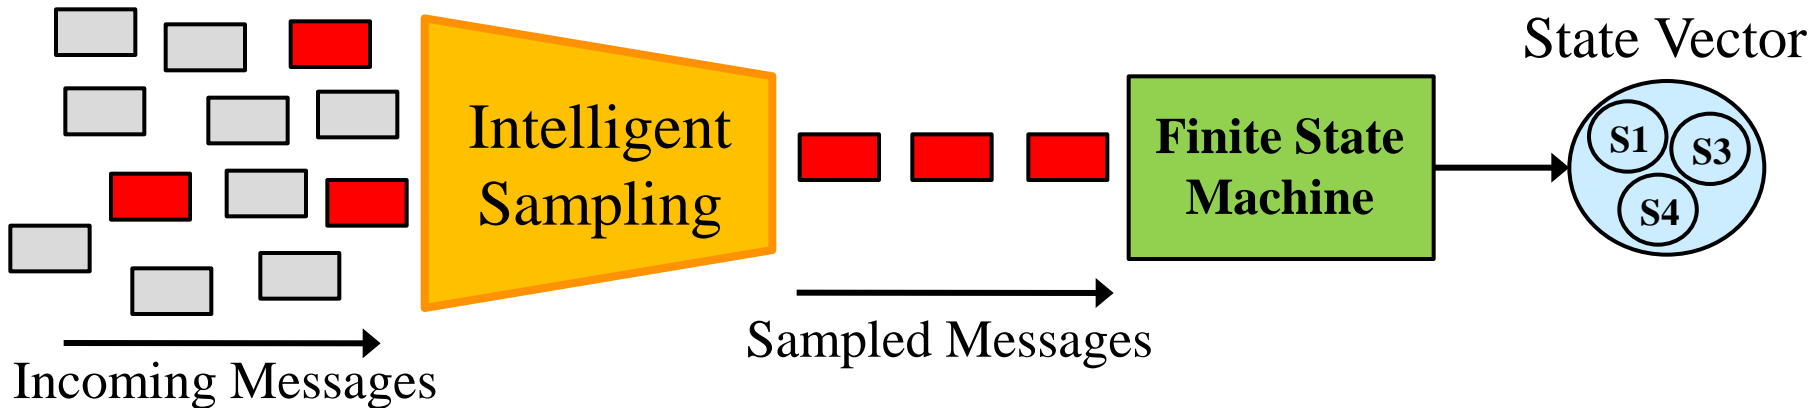 State Vector
Intelligent
Sampling
Finite State
Machine
S1
S3
S4
Sampled Messages
Incoming Messages